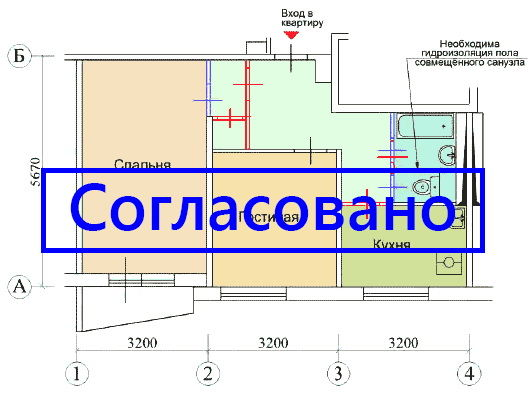 Вход в
квартиру
Необходима
гидроизоляция пола
совмещённого санузла
Б
5670
Спальня
Согласовано
Гостиная
Кухня
А
3200
3200
3200
1
2
3
4